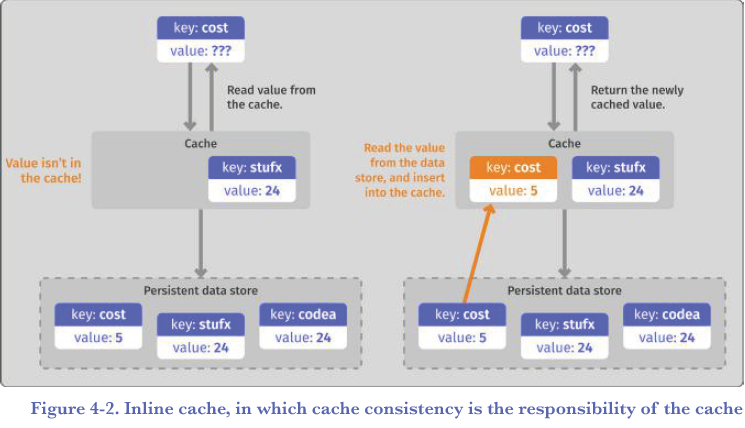 key: cost
value: ???
Read value from
the cache.
Value isn't in
the cache!
Cache
key: stufx
value: 24
Persistent data store
key: cost
value: 5
key: stufx
value: 24
key: codea
value: 24
key: cost
value: ???
Return the newly
cached value.
Read the value
from the data
store, and insert
into the cache.
Cache
key: cost
value: 5
key: stufx
value: 24
Persistent data store
key: cost
value: 5
key: stufx
value: 24
key: codea
value: 24
Figure 4-2. Inline cache, in which cache consistency is the responsibility of the cache